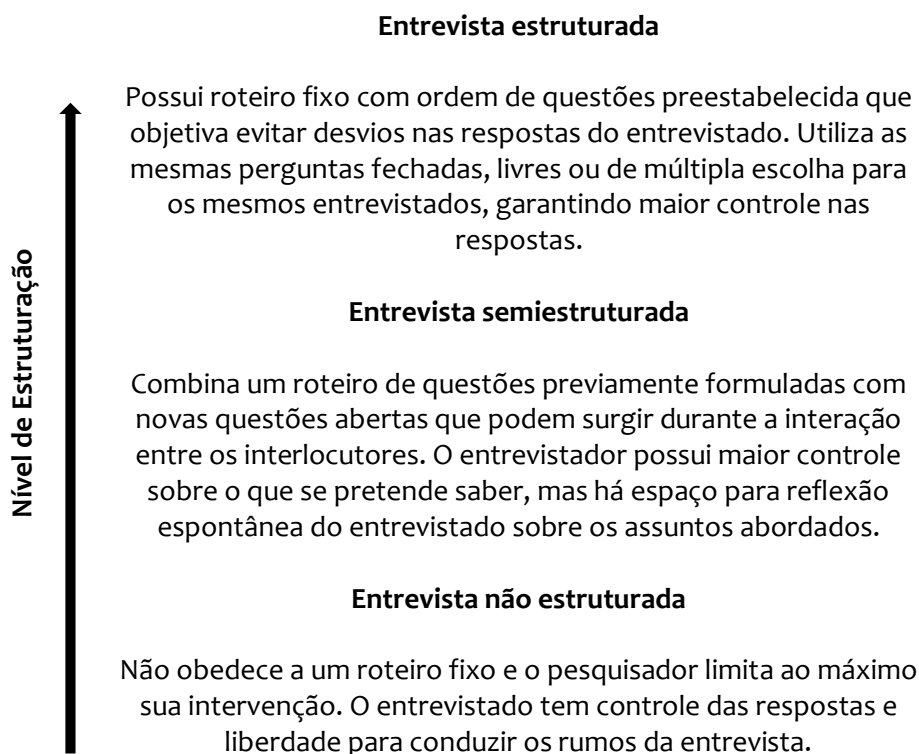 Entrevista estruturada
Possui roteiro fixo com ordem de questões preestabelecida que
objetiva evitar desvios nas respostas do entrevistado. Utiliza as
mesmas perguntas fechadas, livres ou de múltipla escolha para
os mesmos entrevistados, garantindo maior controle nas
respostas.
Nível de Estruturação
Entrevista semiestruturada
Combina um roteiro de questões previamente formuladas com
novas questões abertas que podem surgir durante a interação
entre os interlocutores. O entrevistador possui maior controle
sobre o que se pretende saber, mas há espaço para reflexão
espontânea do entrevistado sobre os assuntos abordados.
Entrevista não estruturada
Não obedece a um roteiro fixo e o pesquisador limita ao máximo
sua intervenção. O entrevistado tem controle das respostas e
liberdade para conduzir os rumos da entrevista.